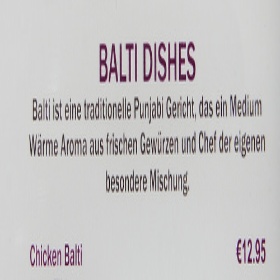 BALTI DISHES
Balti ist eine traditionelle Punjabi Gericht, das ein Medium
Wärme Aroma aus frischen Gewürzen und Chef der eigenen
besondere Mischung.
Chicken Balti €12.95